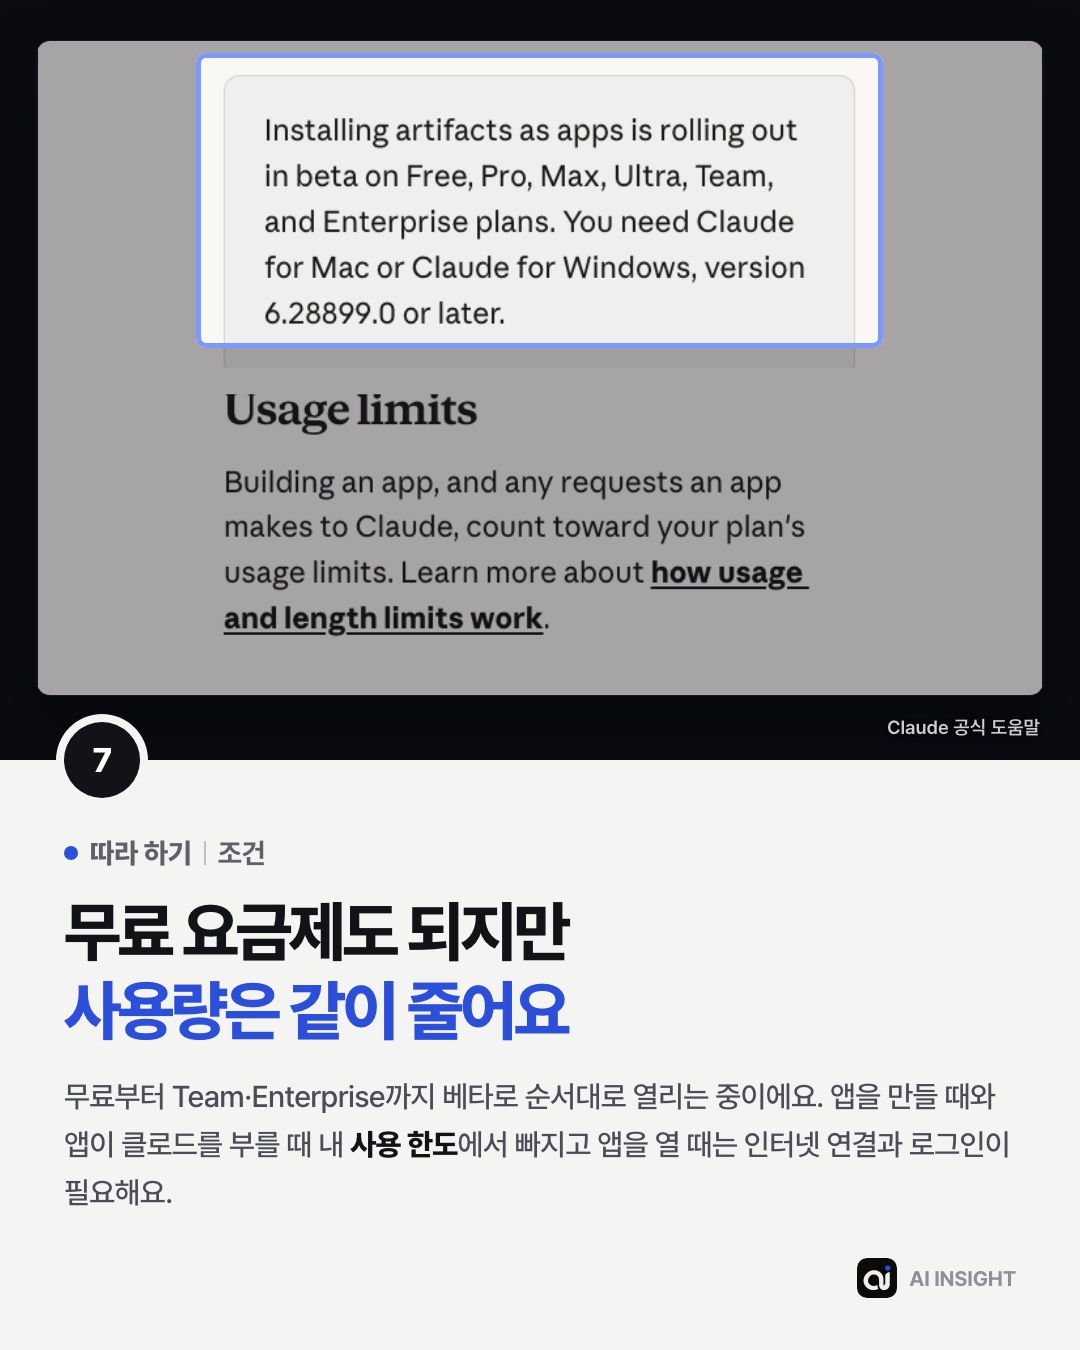 Installing artifacts as apps is rolling out
in beta on Free, Pro, Max, Ultra, Team,
and Enterprise plans. You need Claude
for Mac or Claude for Windows, version
6.28899.0 or later.
Usage limits
Building an app, and any requests an app
makes to Claude, count toward your plan's
usage limits. Learn more about how usage
and length limits work.
Claude 공식 도움말
7
따라 하기 | 조건
무료 요금제도 되지만
사용량은 같이 줄어요
무료부터 Team·Enterprise까지 베타로 순서대로 열리는 중이에요. 앱을 만들 때와
앱이 클로드를 부를 때 내 사용 한도에서 빠지고 앱을 열 때는 인터넷 연결과 로그인이
필요해요.
ai AI INSIGHT